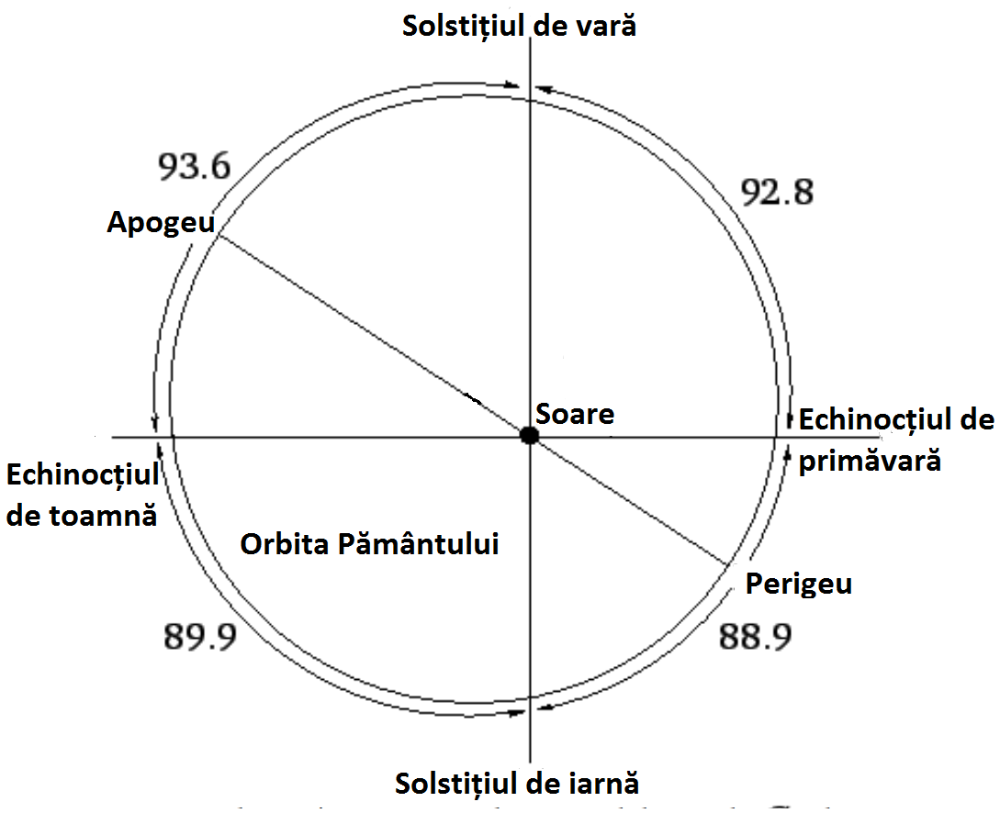 Solstițiul de vară
93.6
92.8
Apogeu
Soare
Echinocțiul de
primăvară
Echinocțiul
de toamnă
Orbita Pământului
Perigeu
89.9
88.9
Solstițiul de iarnă